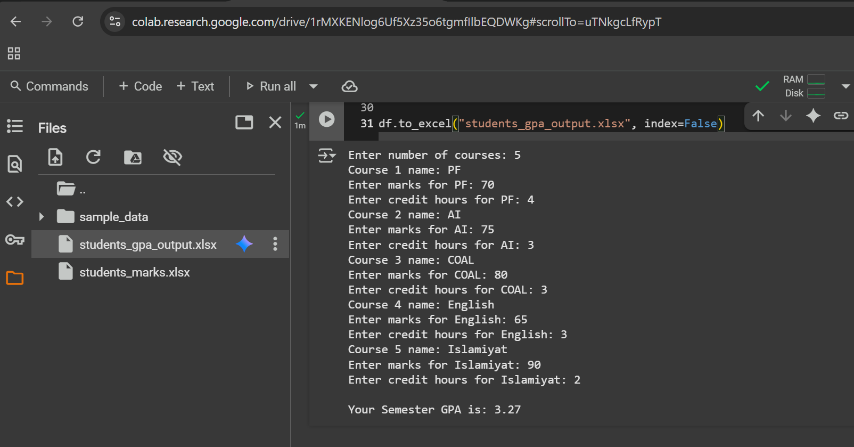 colab.research.google.com/drive/1rMXKENlog6Uf5Xz35o6tgmfIlbEQDWKg#scrollTo=uTNkgcLfRypT
Commands + Code + Text Run all
RAM
Disk
Files
..
sample_data
students_gpa_output.xlsx
students_marks.xlsx
1m
30
31 df.to_excel("students_gpa_output.xlsx", index=False)
Enter number of courses: 5
Course 1 name: PF
Enter marks for PF: 70
Enter credit hours for PF: 4
Course 2 name: AI
Enter marks for AI: 75
Enter credit hours for AI: 3
Course 3 name: COAL
Enter marks for COAL: 80
Enter credit hours for COAL: 3
Course 4 name: English
Enter marks for English: 65
Enter credit hours for English: 3
Course 5 name: Islamiyat
Enter marks for Islamiyat: 90
Enter credit hours for Islamiyat: 2
Your Semester GPA is: 3.27